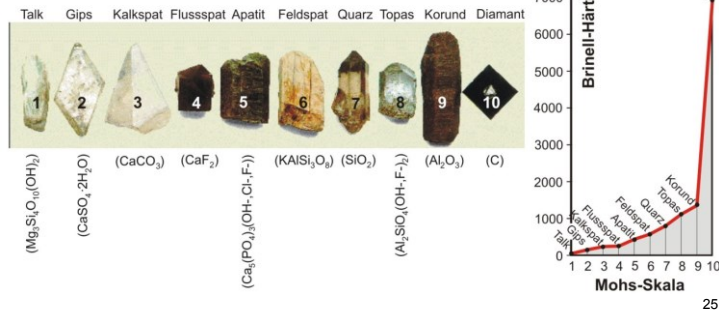 Talk Gips Kalkspat Flussspat Apatit Feldspat Quarz Topas Korund Diamant
1 2 3 4 5 6 7 8 9 10
(Mg3Si4O10(OH)2)
(CaSO4·2H2O)
(CaCO3)
(CaF2)
(Ca5(PO4)3(OH-,Cl-,F-))
(KAlSi3O8)
(SiO2)
(Al2SiO4(OH-,F-)2)
(Al2O3)
(C)
Brinell-Härt
6000
5000
4000
3000
2000
1000
0
Talk
Gips
Kalkspat
Flussspat
Apatit
Feldspat
Quarz
Topas
Korund
1 2 3 4 5 6 7 8 9 10
Mohs-Skala
25